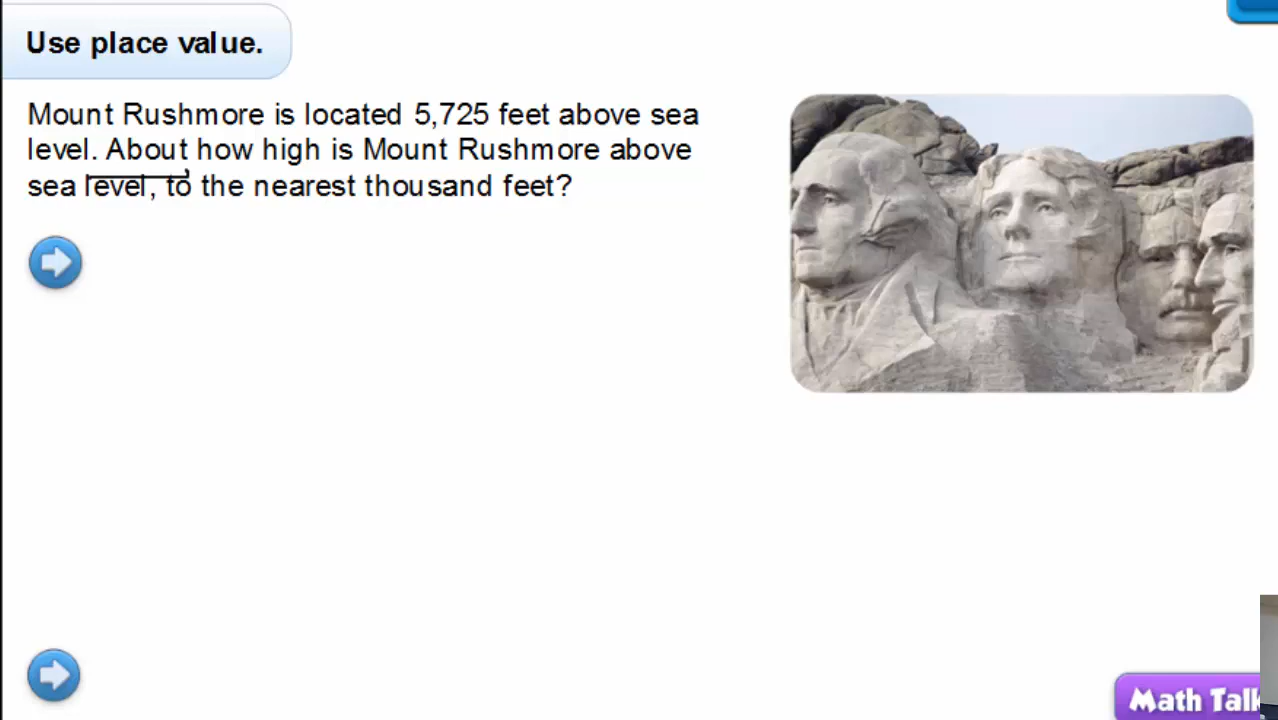 Use place value.
Mount Rushmore is located 5,725 feet above sea
level. About how high is Mount Rushmore above
sea level, to the nearest thousand feet?
Math Talk